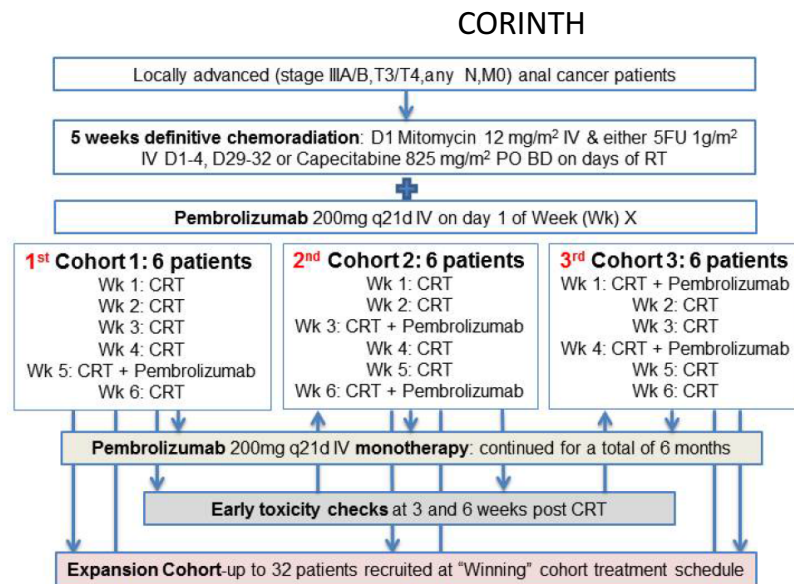 CORINTH
Locally advanced (stage IIIA/B,T3/T4,any N,M0) anal cancer patients
5 weeks definitive chemoradiation: D1 Mitomycin 12 mg/m² IV & either 5FU 1g/m²
IV D1-4, D29-32 or Capecitabine 825 mg/m² PO BD on days of RT
Pembrolizumab 200mg q21d IV on day 1 of Week (Wk) X
1st Cohort 1: 6 patients
Wk 1: CRT
Wk 2: CRT
Wk 3: CRT
Wk 4: CRT
Wk 5: CRT + Pembrolizumab
Wk 6: CRT
2nd Cohort 2: 6 patients
Wk 1: CRT
Wk 2: CRT
Wk 3: CRT + Pembrolizumab
Wk 4: CRT
Wk 5: CRT
Wk 6: CRT + Pembrolizumab
3rd Cohort 3: 6 patients
Wk 1: CRT + Pembrolizumab
Wk 2: CRT
Wk 3: CRT
Wk 4: CRT + Pembrolizumab
Wk 5: CRT
Wk 6: CRT
Pembrolizumab 200mg q21d IV monotherapy: continued for a total of 6 months
Early toxicity checks at 3 and 6 weeks post CRT
Expansion Cohort-up to 32 patients recruited at “Winning” cohort treatment schedule